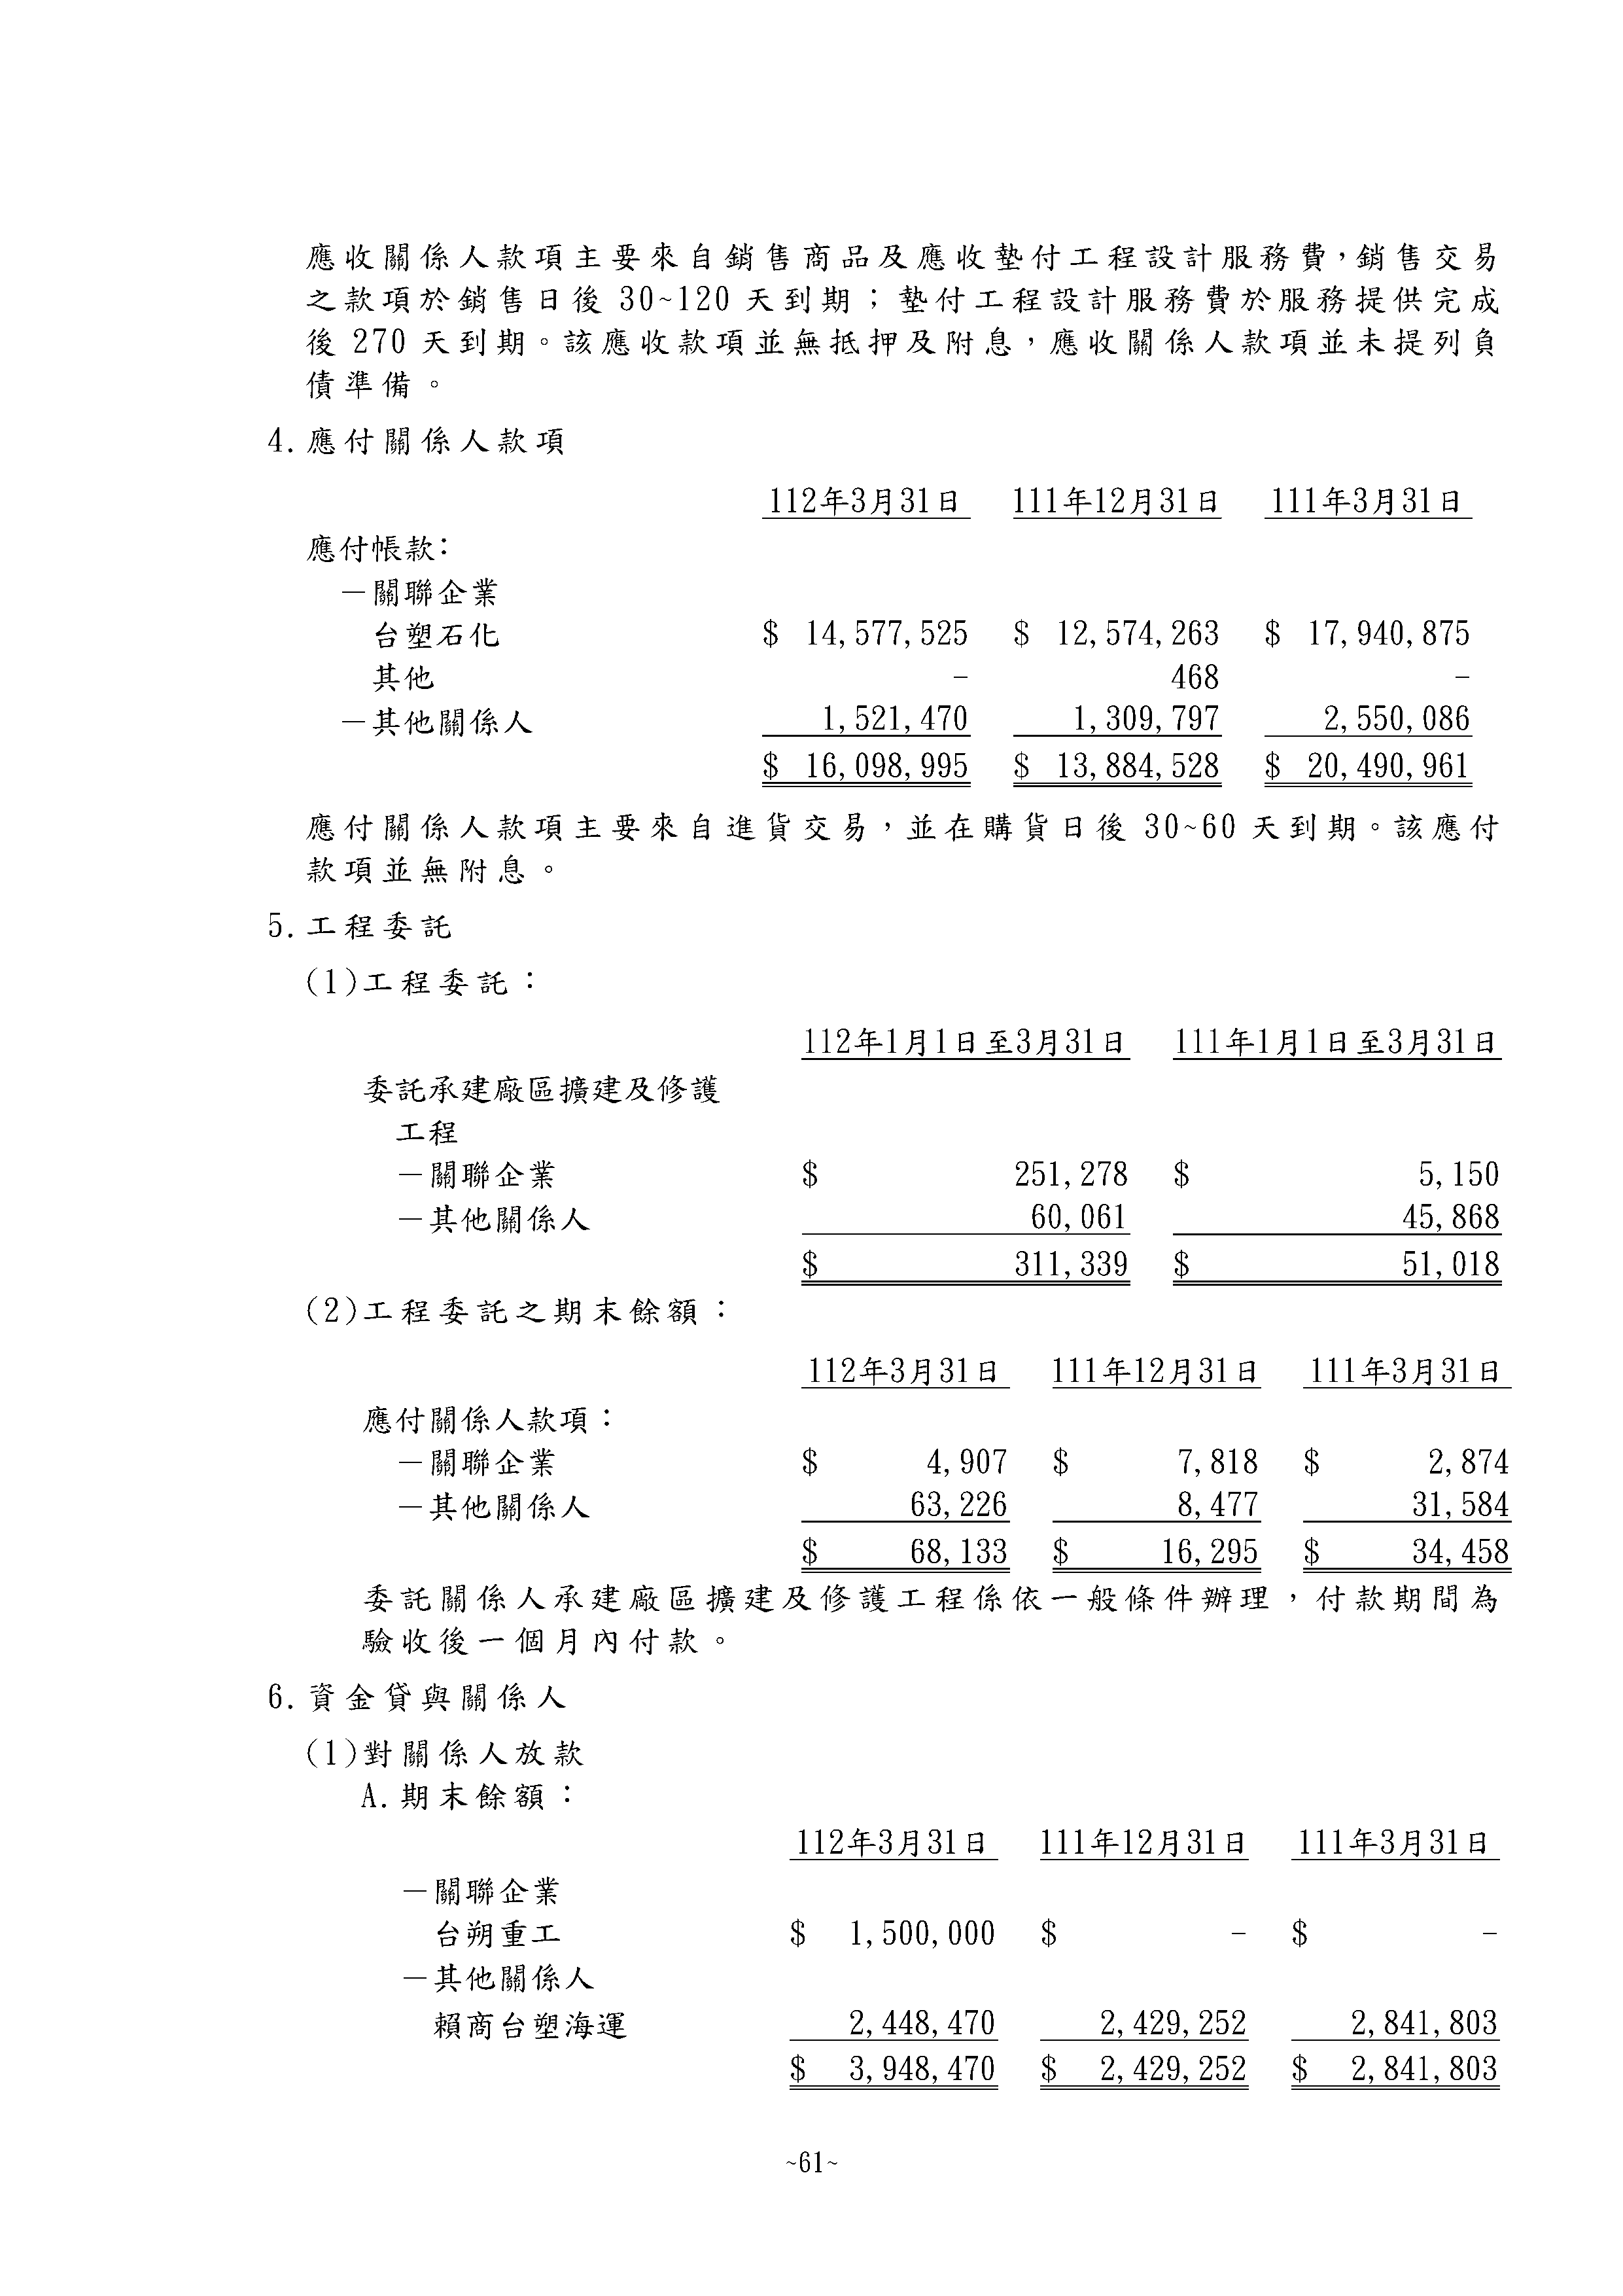 應收關係人款項主要來自銷售商品及應收墊付工程設計服務費，銷售交易
之款項於銷售日後 30~120 天到期；墊付工程設計服務費於服務提供完成
後 270 天到期。該應收款項並無抵押及附息，應收關係人款項並未提列負
債準備。
4.應付關係人款項
112年3月31日 111年12月31日 111年3月31日
應付帳款:
－關聯企業
台塑石化 $ 14,577,525 $ 12,574,263 $ 17,940,875
其他 - 468 -
－其他關係人 1,521,470 1,309,797 2,550,086
$ 16,098,995 $ 13,884,528 $ 20,490,961
應付關係人款項主要來自進貨交易，並在購貨日後 30~60 天到期。該應付
款項並無附息。
5.工程委託
(1)工程委託：
112年1月1日至3月31日 111年1月1日至3月31日
委託承建廠區擴建及修護
工程
－關聯企業 $ 251,278 $ 5,150
－其他關係人 60,061 45,868
$ 311,339 $ 51,018
(2)工程委託之期末餘額：
112年3月31日 111年12月31日 111年3月31日
應付關係人款項：
－關聯企業 $ 4,907 $ 7,818 $ 2,874
－其他關係人 63,226 8,477 31,584
$ 68,133 $ 16,295 $ 34,458
委託關係人承建廠區擴建及修護工程係依一般條件辦理，付款期間為
驗收後一個月內付款。
6.資金貸與關係人
(1)對關係人放款
A.期末餘額：
112年3月31日 111年12月31日 111年3月31日
－關聯企業
台朔重工 $ 1,500,000 $ - $ -
－其他關係人
賴商台塑海運 2,448,470 2,429,252 2,841,803
$ 3,948,470 $ 2,429,252 $ 2,841,803
~61~